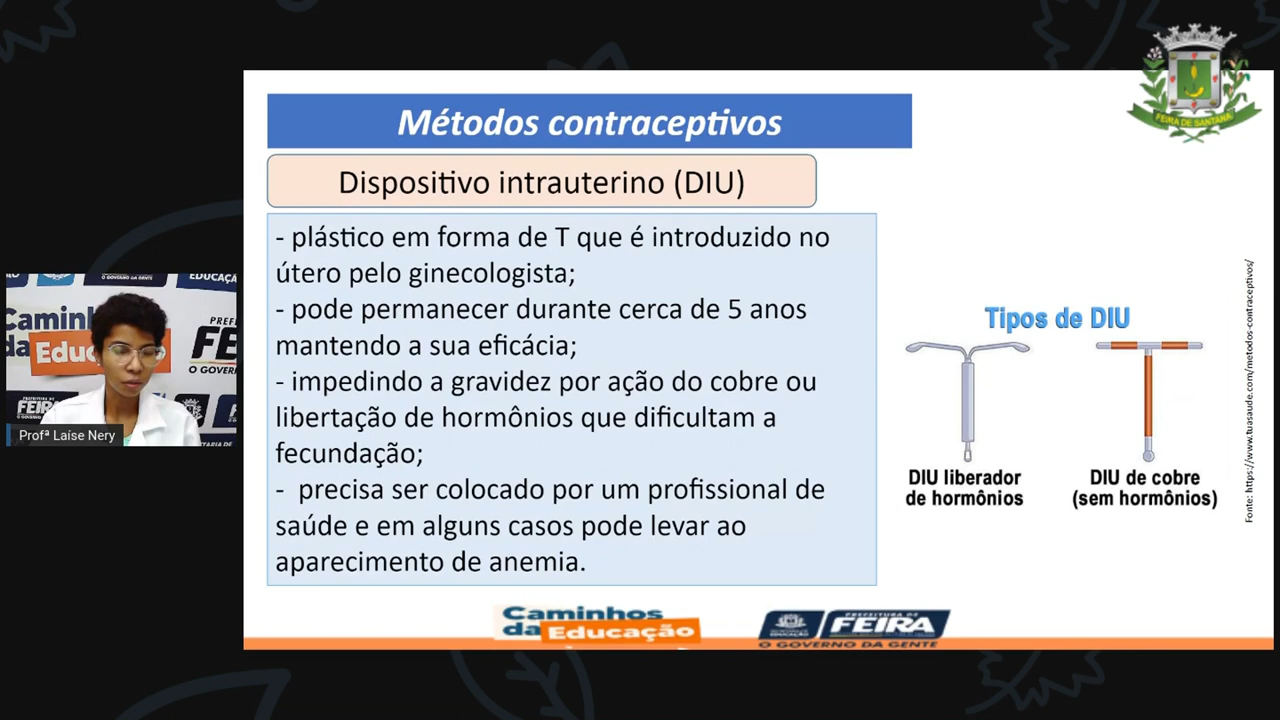 Métodos contraceptivos
Dispositivo intrauterino (DIU)
- plástico em forma de T que é introduzido no
útero pelo ginecologista;
- pode permanecer durante cerca de 5 anos
mantendo a sua eficácia;
- impedindo a gravidez por ação do cobre ou
libertação de hormônios que dificultam a
fecundação;
- precisa ser colocado por um profissional de
saúde e em alguns casos pode levar ao
aparecimento de anemia.
Tipos de DIU
DIU liberador
de hormônios
DIU de cobre
(sem hormônios)
Fonte: https://www.tuasaude.com/metodos-contraceptivos/
FEIRA DE SANTANA
Profª Laíse Nery
Caminhos
da Educação
PREFEITURA DE
FEIRA
O GOVERNO DA GENTE